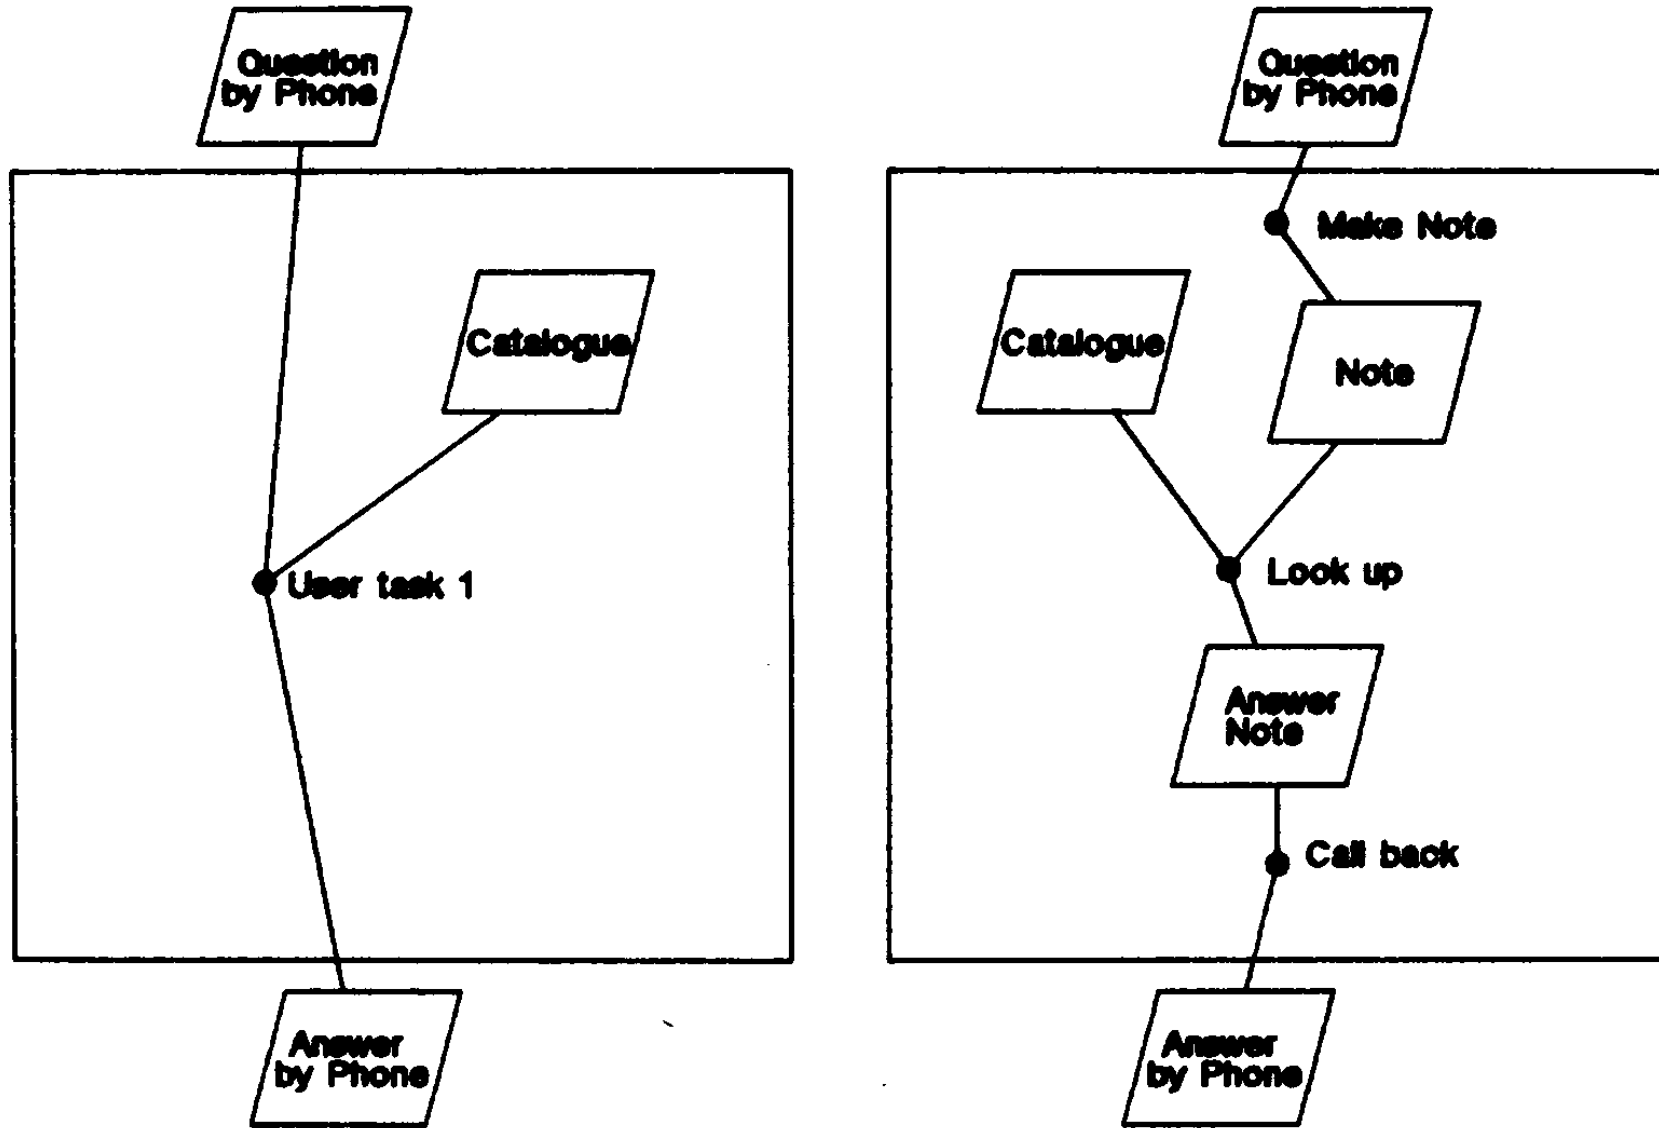 Question
by Phone
Catalogue
User task 1
Answer
by Phone
Question
by Phone
Make Note
Catalogue
Note
Look up
Answer
Note
Call back
Answer
by Phone